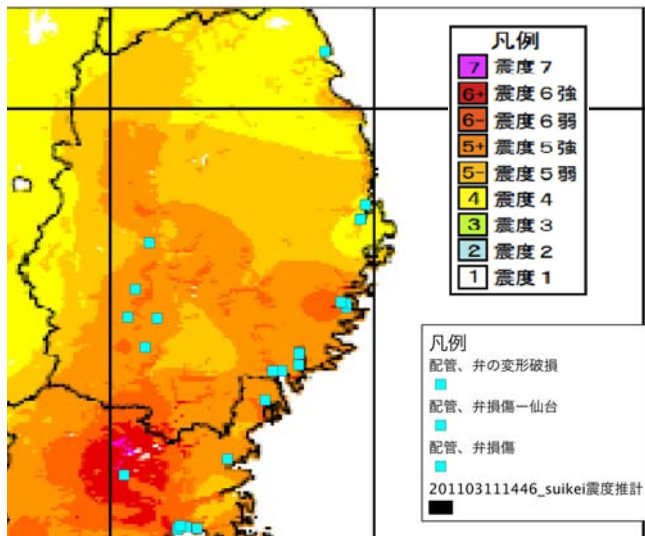 凡例
7 震度7
6+ 震度6強
6- 震度6弱
5+ 震度5強
5- 震度5弱
4 震度4
3 震度3
2 震度2
1 震度1
凡例
配管、弁の変形破損
配管、弁損傷ー仙台
配管、弁損傷
201103111446_suikei震度推計